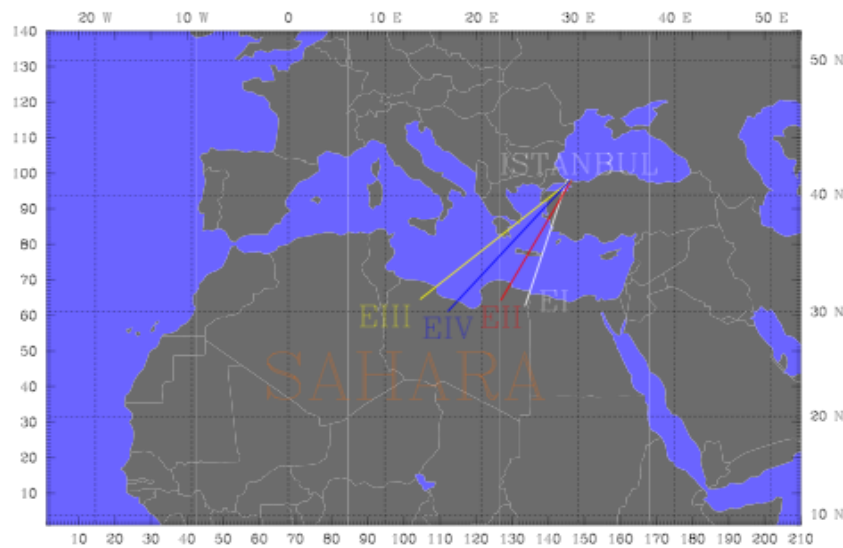 20 W 10 W 0 10 E 20 E 30 E 40 E 50 E
140
130
50 N
120
110
100
ISTANBUL
90
40 N
80
70
EI
EIII EIV EII
60
30 N
50
SAHARA
40
30
20 N
20
10
10 N
10 20 30 40 50 60 70 80 90 100 110 120 130 140 150 160 170 180 190 200 210